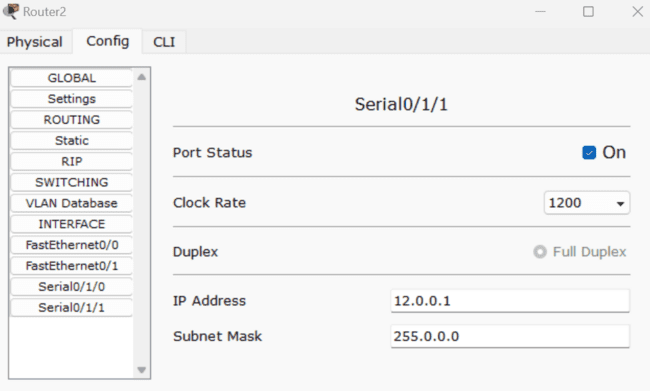 Router2
Physical Config CLI
GLOBAL
Settings
ROUTING
Static
RIP
SWITCHING
VLAN Database
INTERFACE
FastEthernet0/0
FastEthernet0/1
Serial0/1/0
Serial0/1/1
Serial0/1/1
Port Status On
Clock Rate 1200
Duplex Full Duplex
IP Address 12.0.0.1
Subnet Mask 255.0.0.0